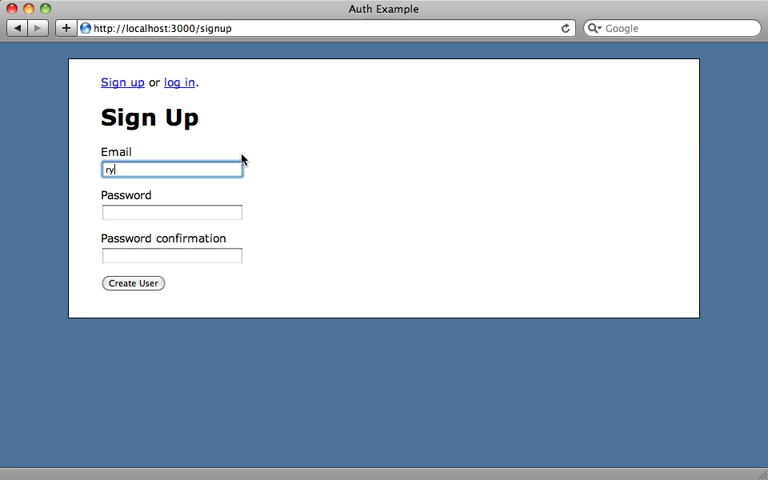 Auth Example
http://localhost:3000/signup
Google
Sign up or log in.
Sign Up
Email
ry
Password
Password confirmation
Create User